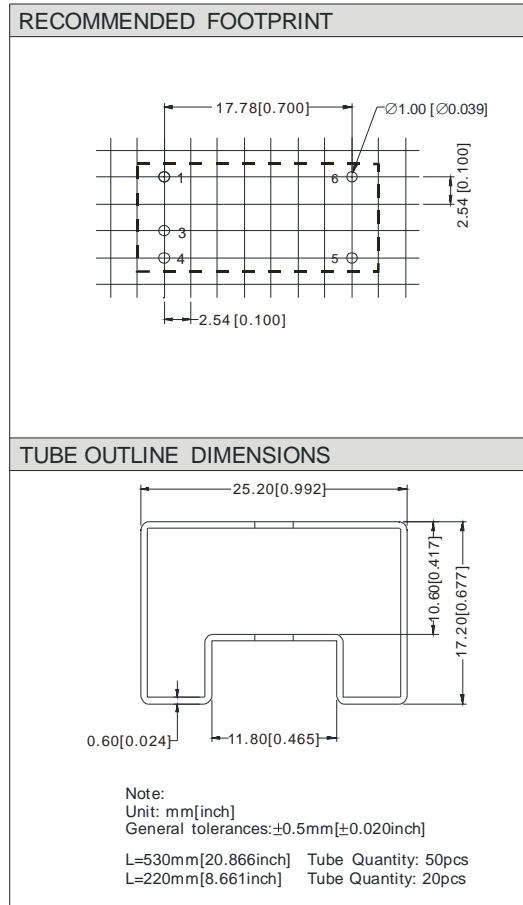 RECOMMENDED FOOTPRINT
17.78[0.700]
∅1.00 [∅0.039]
1
6
2.54 [0.100]
3
4
5
2.54 [0.100]
TUBE OUTLINE DIMENSIONS
25.20[0.992]
10.60[0.417]
17.20[0.677]
0.60[0.024]
11.80[0.465]
Note:
Unit: mm[inch]
General tolerances:±0.5mm[±0.020inch]
L=530mm[20.866inch] Tube Quantity: 50pcs
L=220mm[8.661inch] Tube Quantity: 20pcs